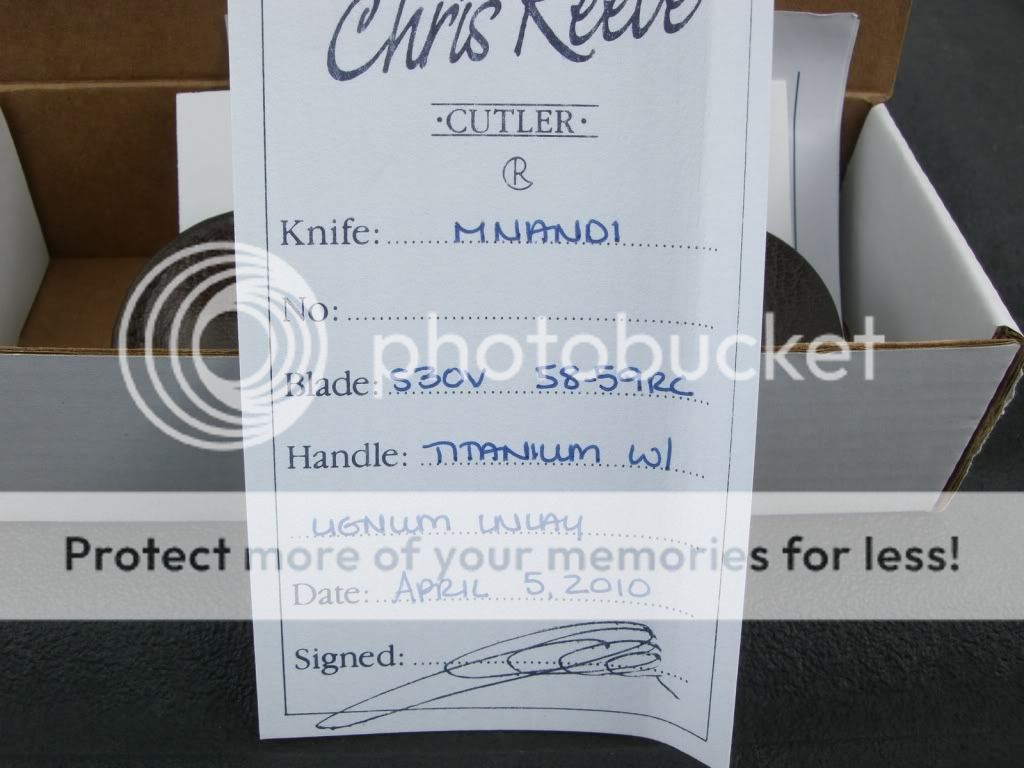 Chris Reeve
·CUTLER·
®
Knife: MNANDI
No:
photobucket
Blade: S30V 58-59RC
Handle: TITANIUM W/
LIGNUM INLAY
Protect more of your memories for less!
Date: APRIL 5, 2010
Signed: